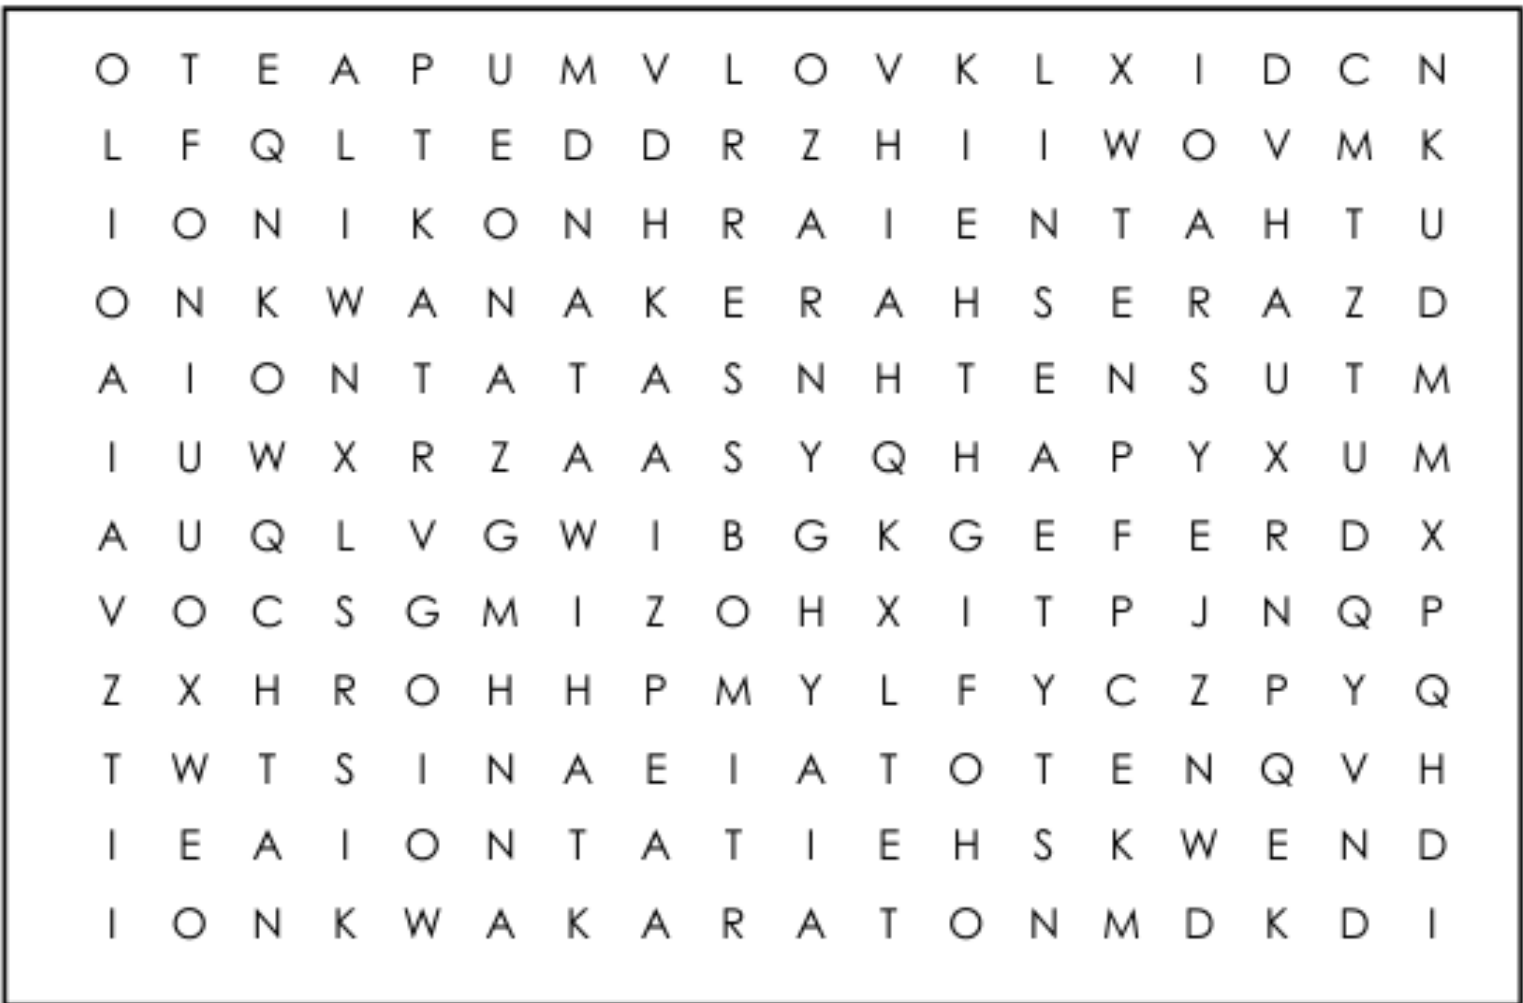 O T E A P U M V L O V K L X I D C N
L F Q L T E D D R Z H I I W O V M K
I O N I K O N H R A I E N T A H T U
O N K W A N A K E R A H S E R A Z D
A I O N T A T A S N H T E N S U T M
I U W X R Z A A S Y Q H A P Y X U M
A U Q L V G W I B G K G E F E R D X
V O C S G M I Z O H X I T P J N Q P
Z X H R O H H P M Y L F Y C Z P Y Q
T W T S I N A E I A T O T E N Q V H
I E A I O N T A T I E H S K W E N D
I O N K W A K A R A T O N M D K D I